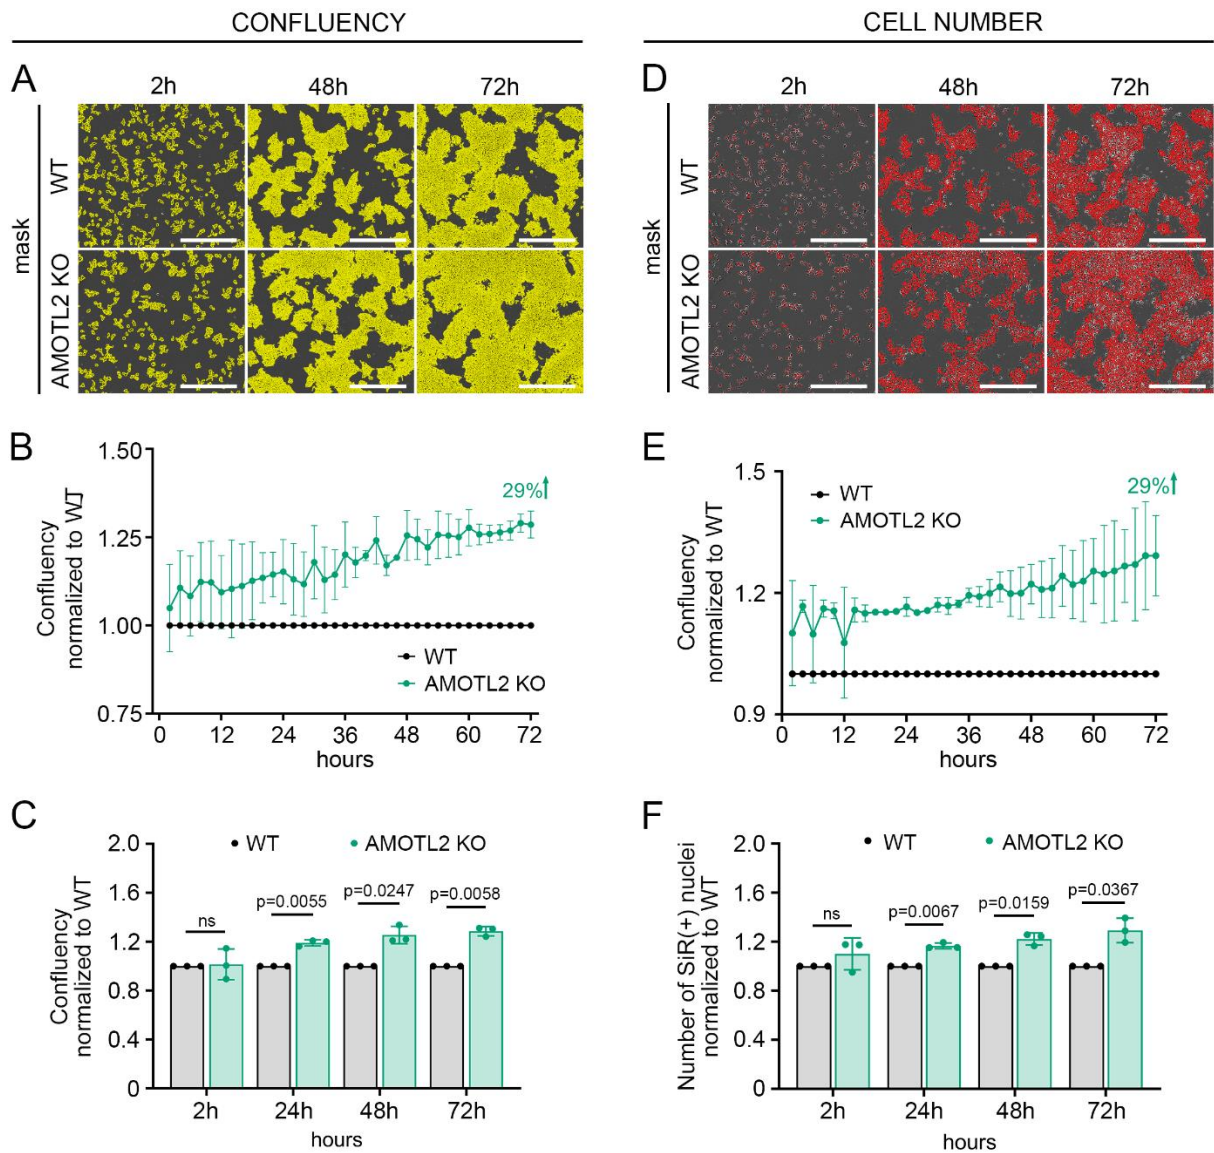 CONFLUENCY
A
2h
48h
72h
mask
WT
AMOTL2 KO
B
Confluency
normalized to WT
1.50
1.25
1.00
0.75
29%
WT
AMOTL2 KO
0
12
24
36
48
60
72
hours
C
WT
AMOTL2 KO
Confluency
normalized to WT
2.0
1.6
1.2
0.8
0.4
0
ns
p=0.0055
p=0.0247
p=0.0058
2h
24h
48h
72h
hours
CELL NUMBER
D
2h
48h
72h
mask
WT
AMOTL2 KO
E
Confluency
normalized to WT
1.5
1.2
0.9
WT
AMOTL2 KO
29%
0
12
24
36
48
60
72
hours
F
WT
AMOTL2 KO
Number of SiR(+) nuclei
normalized to WT
2.0
1.6
1.2
0.8
0.4
0
ns
p=0.0067
p=0.0159
p=0.0367
2h
24h
48h
72h
hours